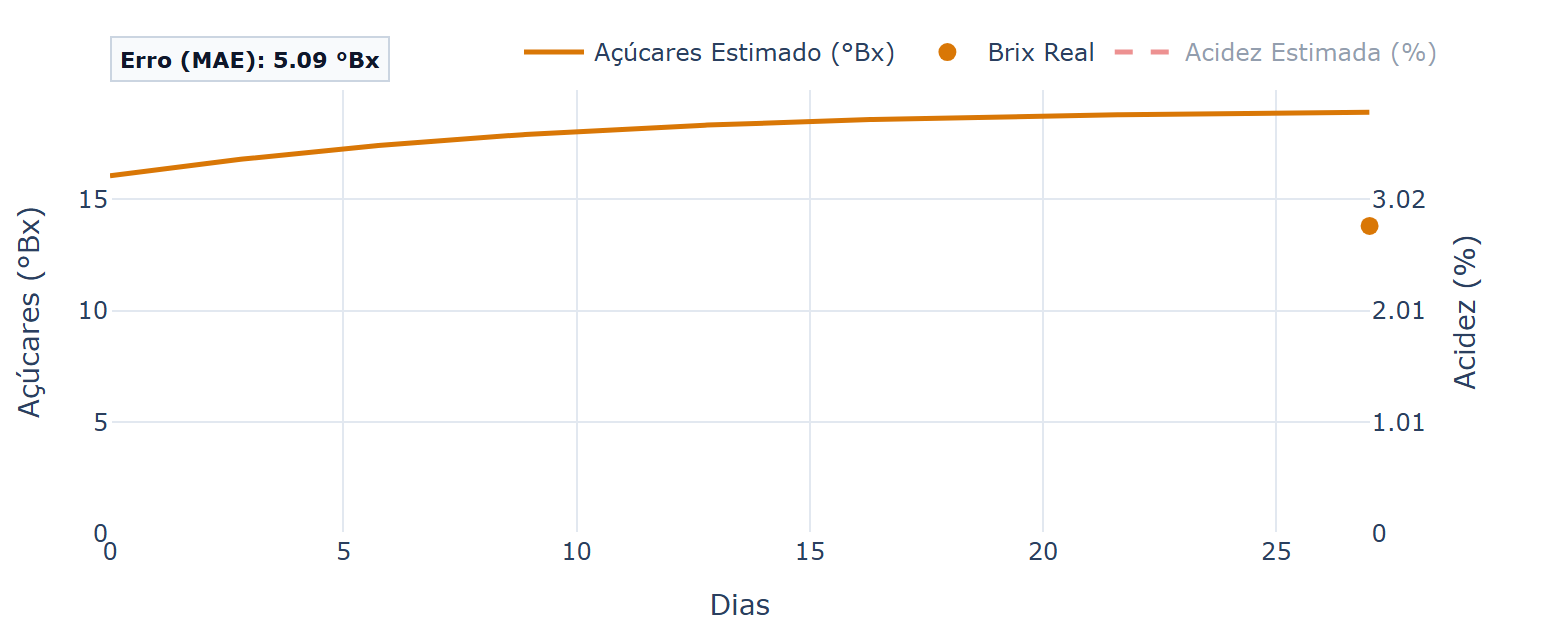 Erro (MAE): 5.09 ºBx
Açúcares Estimado (°Bx)
Brix Real
Acidez Estimada (%)
Açúcares (°Bx)
15
10
5
0
3.02
2.01
1.01
0
Acidez (%)
0
5
10
15
20
25
Dias